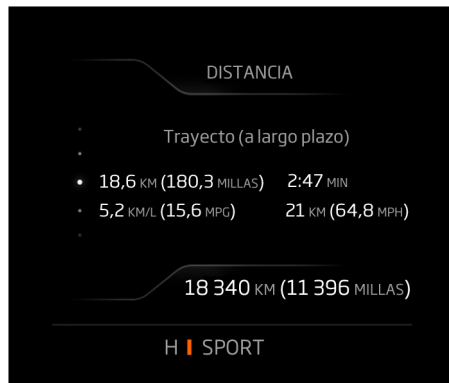 DISTANCIA
Trayecto (a largo plazo)
18,6 KM (180,3 MILLAS) 2:47 MIN
5,2 KM/L (15,6 MPG) 21 KM (64,8 MPH)
18 340 KM (11 396 MILLAS)
H SPORT